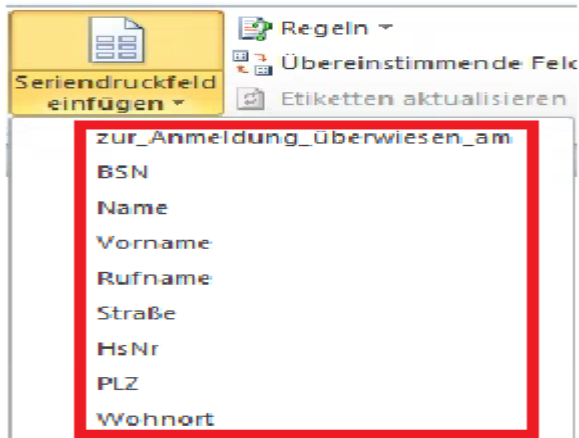 Seriendruckfeld
einfügen
Regeln
Übereinstimmende Feld
Etiketten aktualisieren
zur_Anmeldung_überwiesen_am
BSN
Name
Vorname
Rufname
Straße
HsNr
PLZ
Wohnort